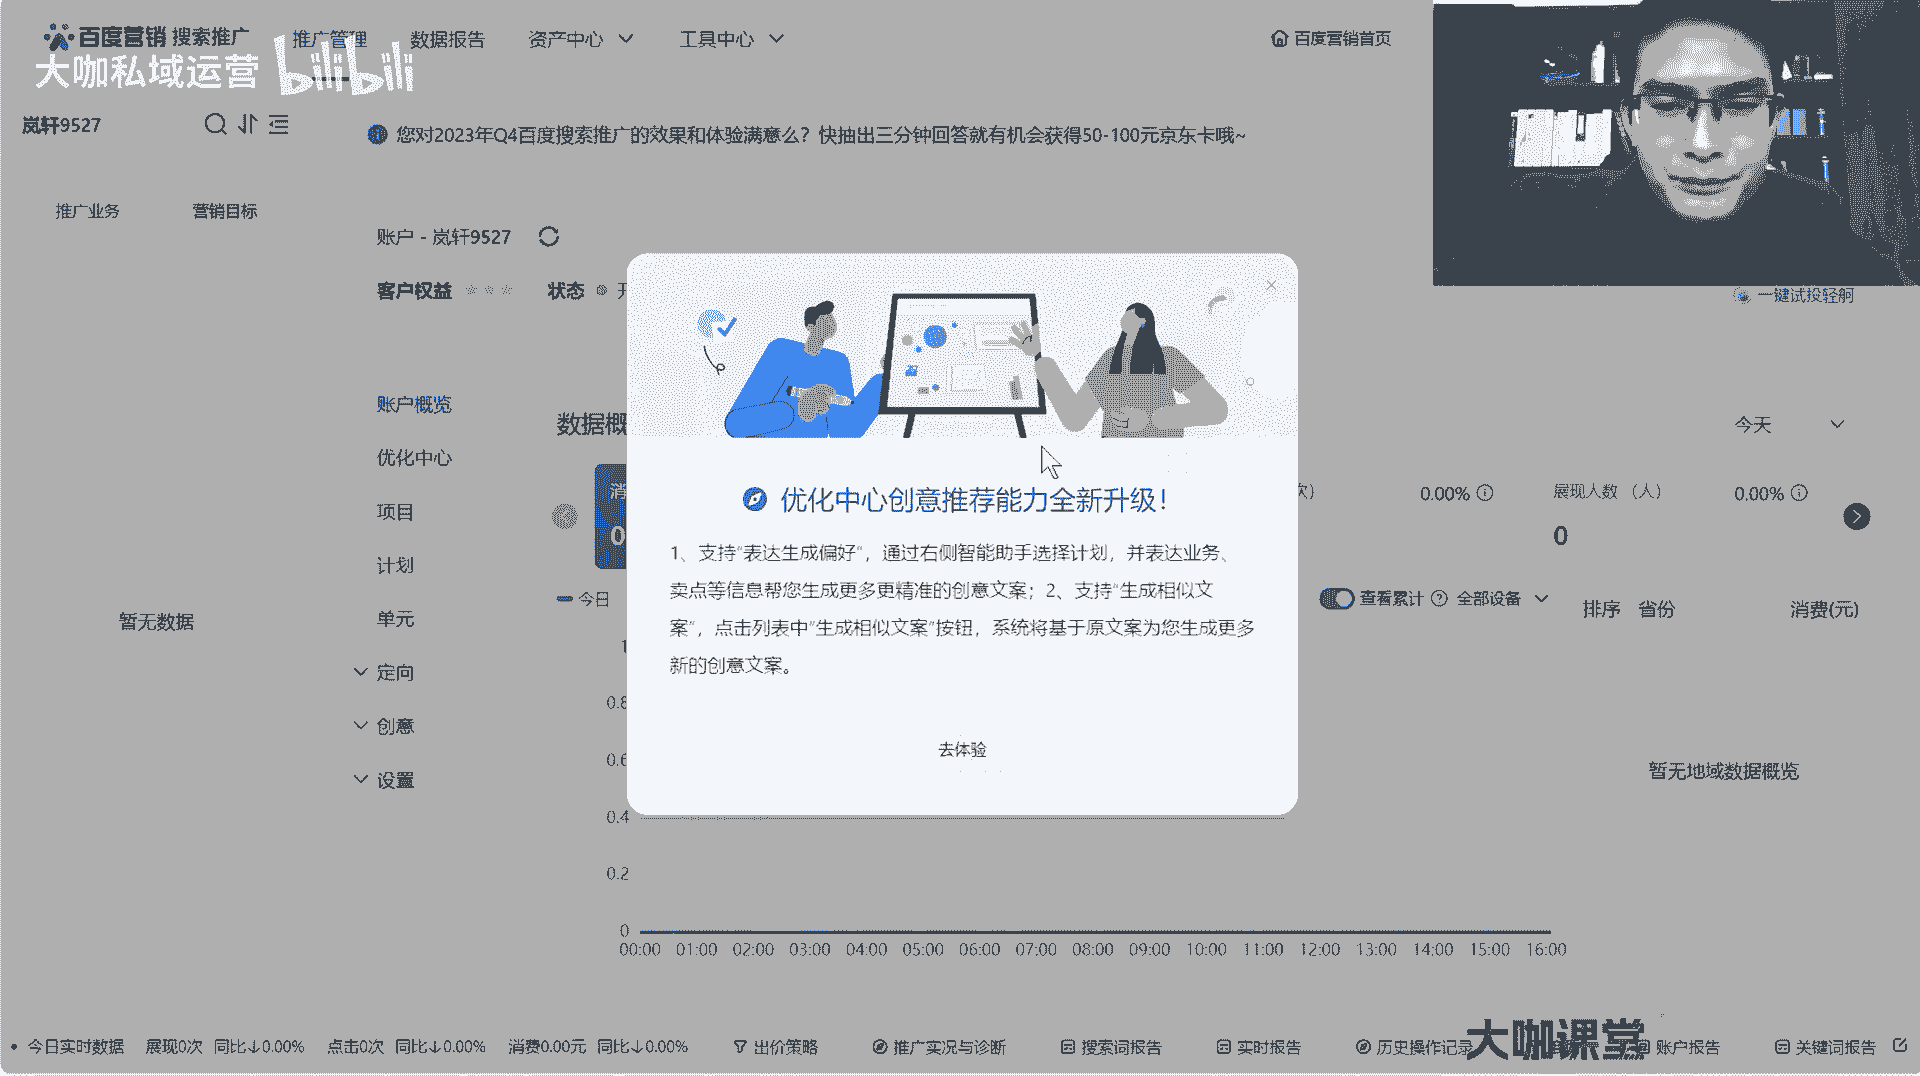 百度营销 搜索推广 推广管理 数据报告 资产中心 工具中心 百度营销首页
大咖私域运营 bilibili
岚轩9527
您对2023年Q4百度搜索推广的效果和体验满意么？快抽出三分钟回答就有机会获得50-100元京东卡哦~
推广业务 营销目标
账户 - 岚轩9527
客户权益 状态
一键试投轻舸
账户概览
数据概
今天
优化中心
项目
计划
单元
定向
创意
设置
暂无数据
消
0
今日
次）
0.00%
展现人数 （人）
0.00%
0
查看累计 全部设备 排序 省份 消费(元)
暂无地域数据概览
优化中心创意推荐能力全新升级！
1、支持“表达生成偏好”，通过右侧智能助手选择计划，并表达业务、
卖点等信息帮您生成更多更精准的创意文案；2、支持“生成相似文
案”，点击列表中“生成相似文案”按钮，系统将基于原文案为您生成更多
新的创意文案。
去体验
1
0.8
0.6
0.4
0.2
0
00:00 01:00 02:00 03:00 04:00 05:00 06:00 07:00 08:00 09:00 10:00 11:00 12:00 13:00 14:00 15:00 16:00
今日实时数据 展现0次 同比↓0.00% 点击0次 同比↓0.00% 消费0.00元 同比↓0.00% 出价策略 推广实况与诊断 搜索词报告 实时报告 历史操作记录 账户报告 关键词报告
大咖课堂